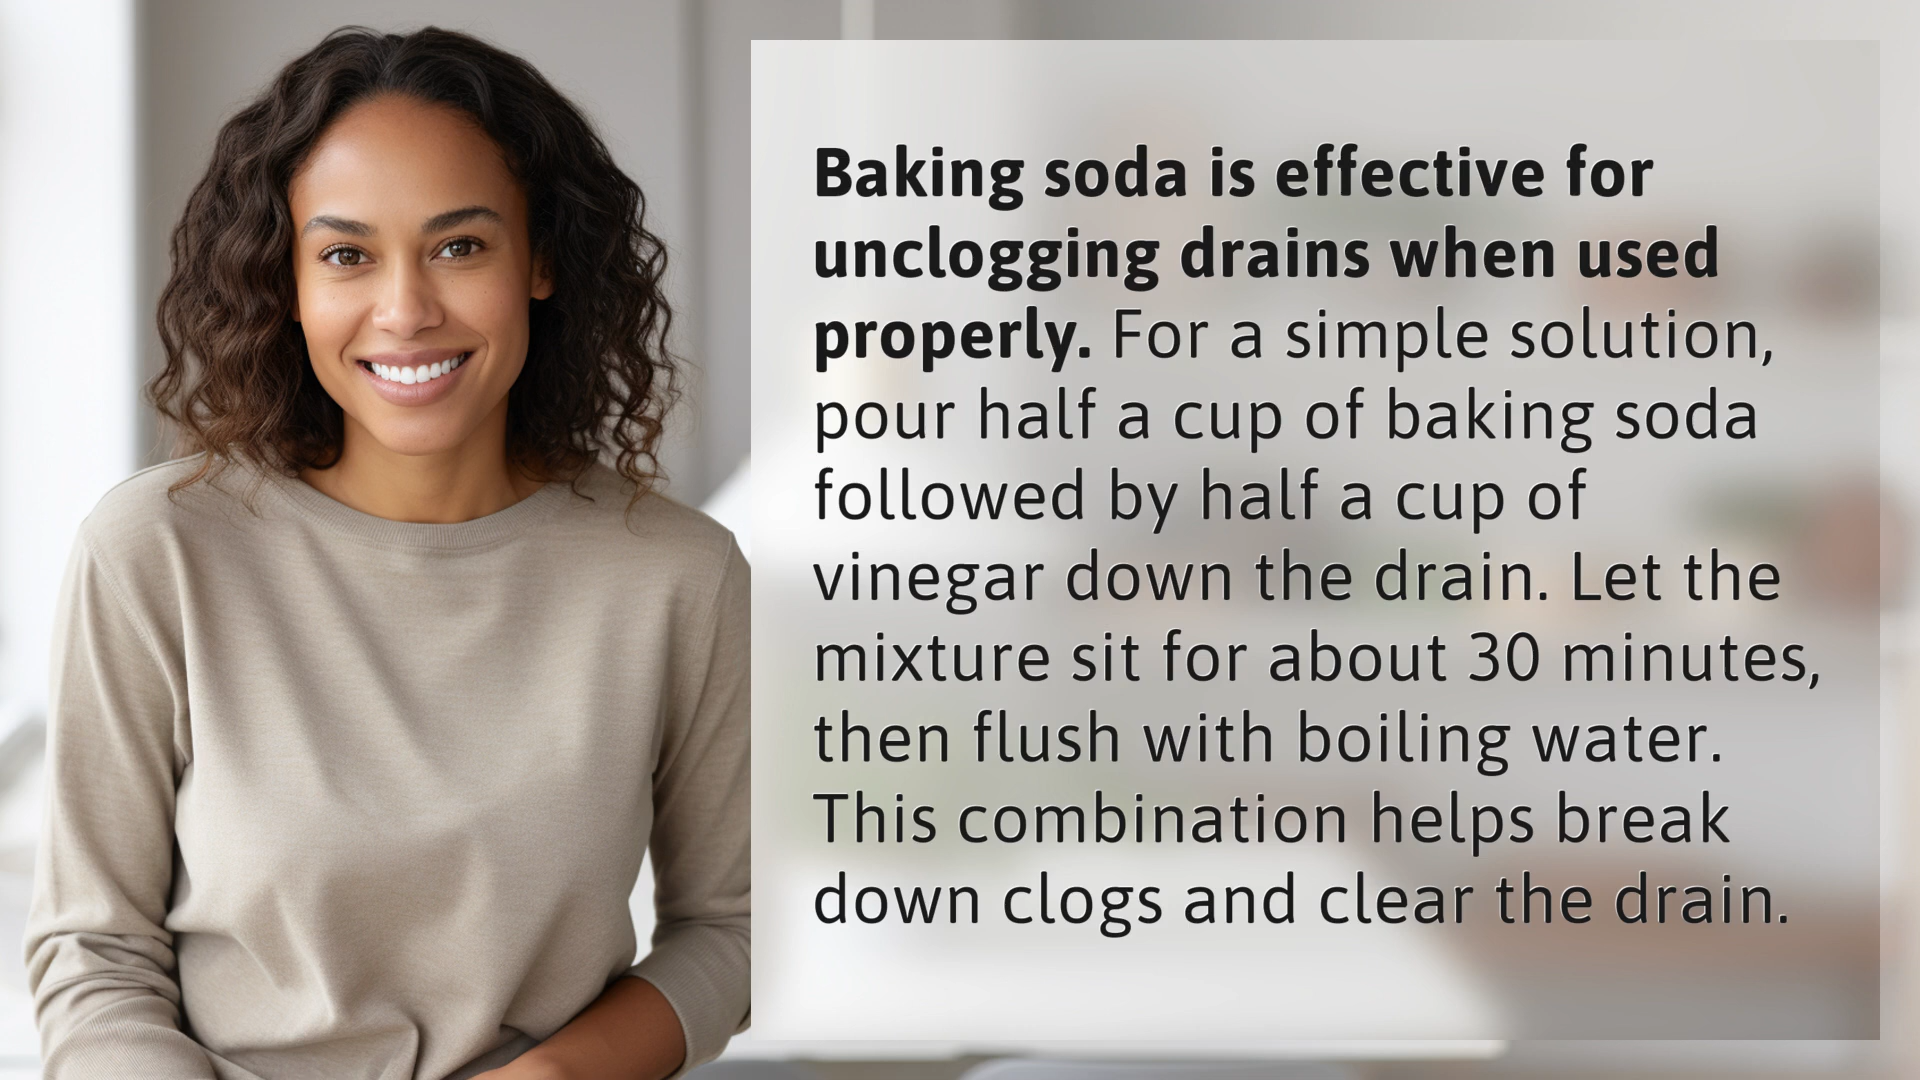 Baking soda is effective for
unclogging drains when used
properly. For a simple solution,
pour half a cup of baking soda
followed by half a cup of
vinegar down the drain. Let the
mixture sit for about 30 minutes,
then flush with boiling water.
This combination helps break
down clogs and clear the drain.